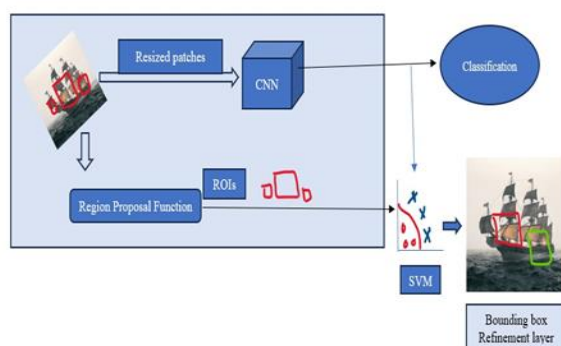 Resized patches
CNN
Classification
ROIs
Region Proposal Function
SVM
Bounding box
Refinement layer